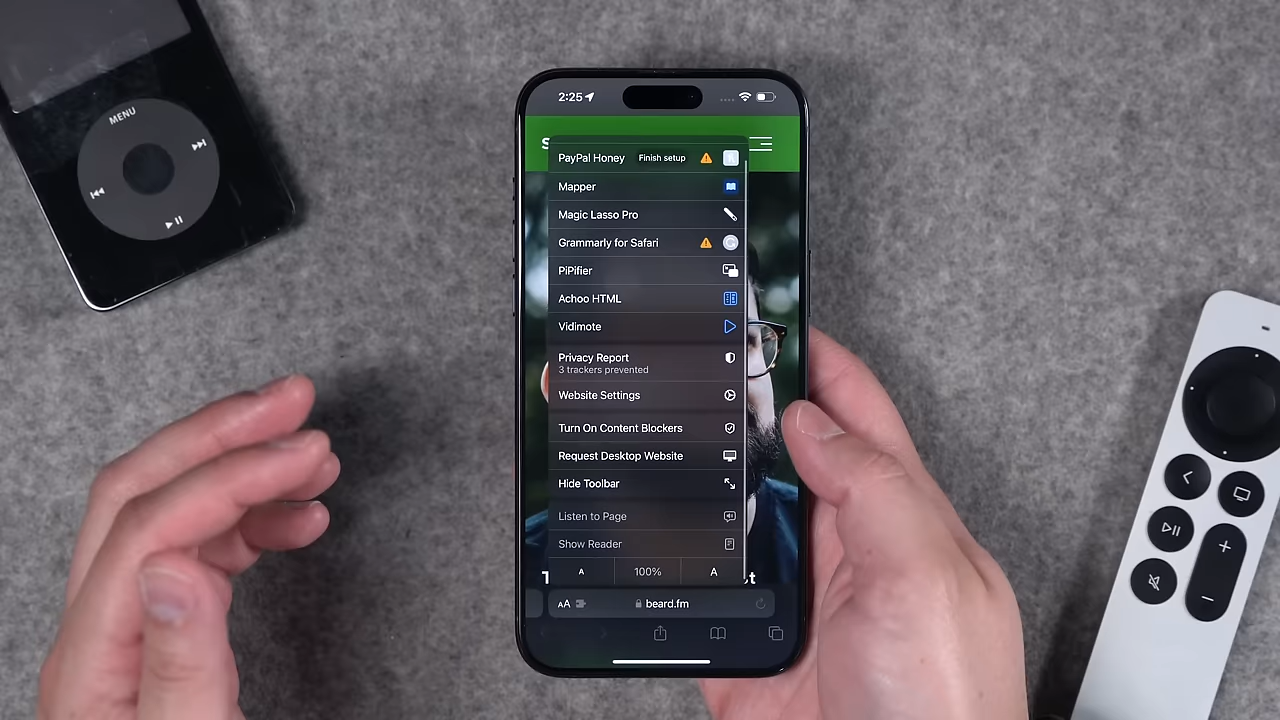 MENU
2:25
PayPal Honey Finish setup
Mapper
Magic Lasso Pro
Grammarly for Safari
PiPifier
Achoo HTML
Vidimote
Privacy Report
3 trackers prevented
Website Settings
Turn On Content Blockers
Request Desktop Website
Hide Toolbar
Listen to Page
Show Reader
A 100% A
AA beard.fm